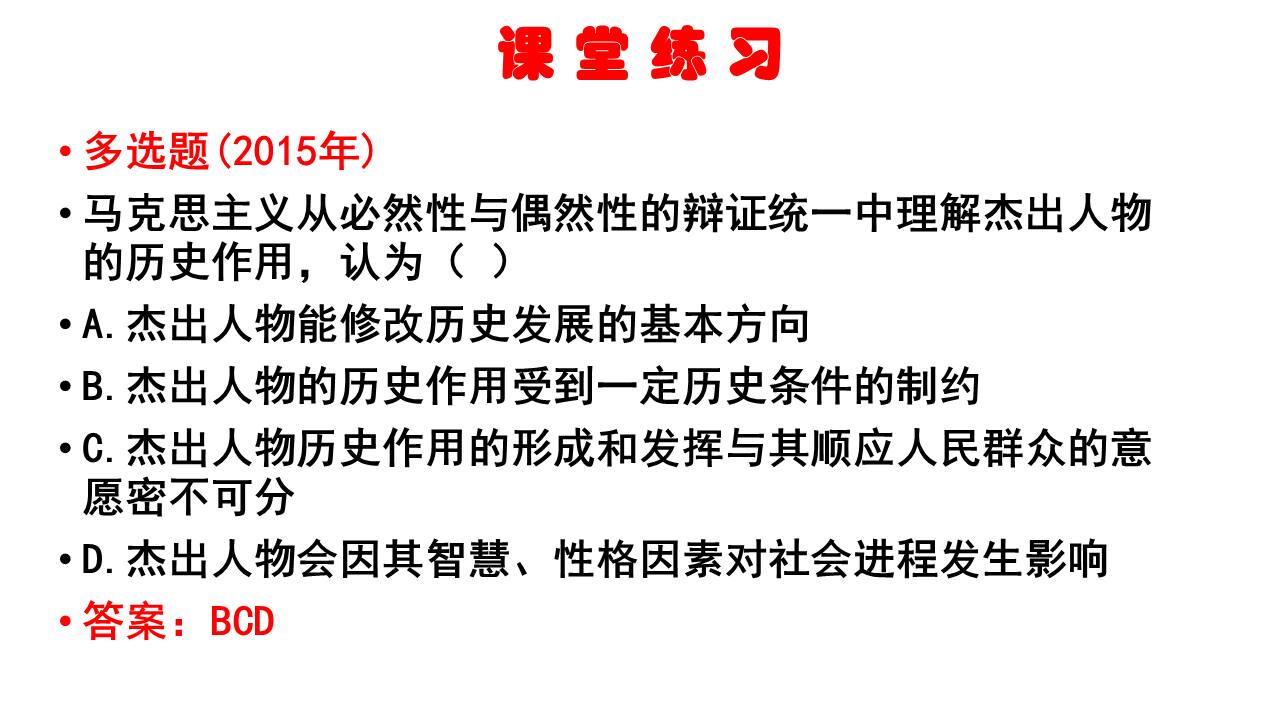 课堂练习
• 多选题(2015年)
• 马克思主义从必然性与偶然性的辩证统一中理解杰出人物
的历史作用，认为（ ）
• A.杰出人物能修改历史发展的基本方向
• B.杰出人物的历史作用受到一定历史条件的制约
• C.杰出人物历史作用的形成和发挥与其顺应人民群众的意
愿密不可分
• D.杰出人物会因其智慧、性格因素对社会进程发生影响
• 答案：BCD